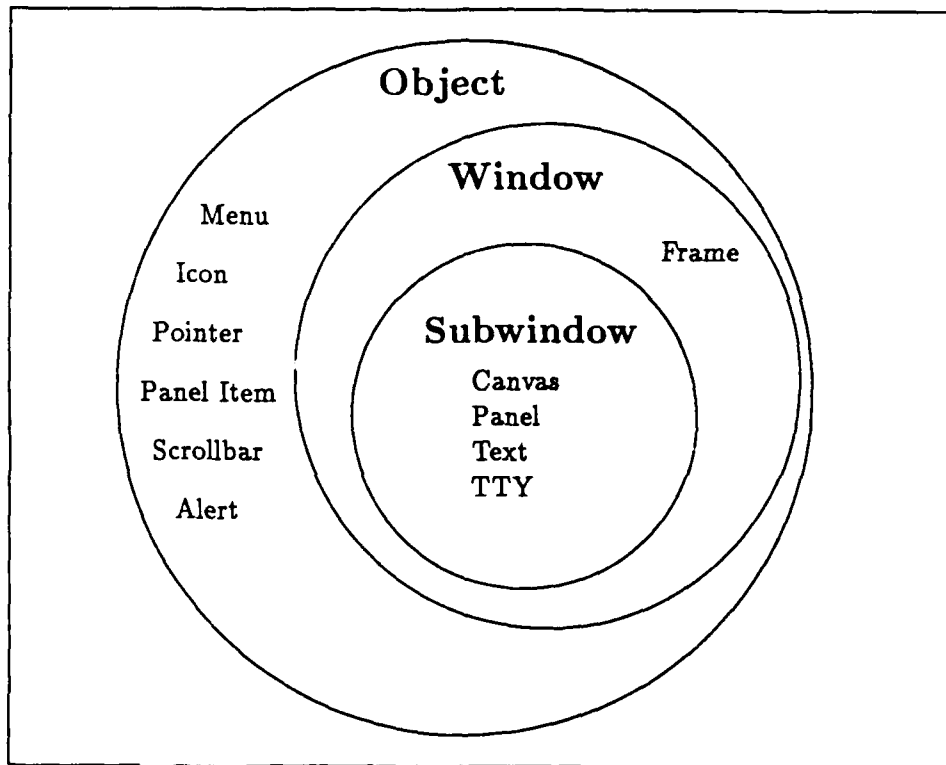 Object
Window
Menu
Frame
Icon
Subwindow
Pointer
Canvas
Panel Item
Panel
Scrollbar
Text
TTY
Alert